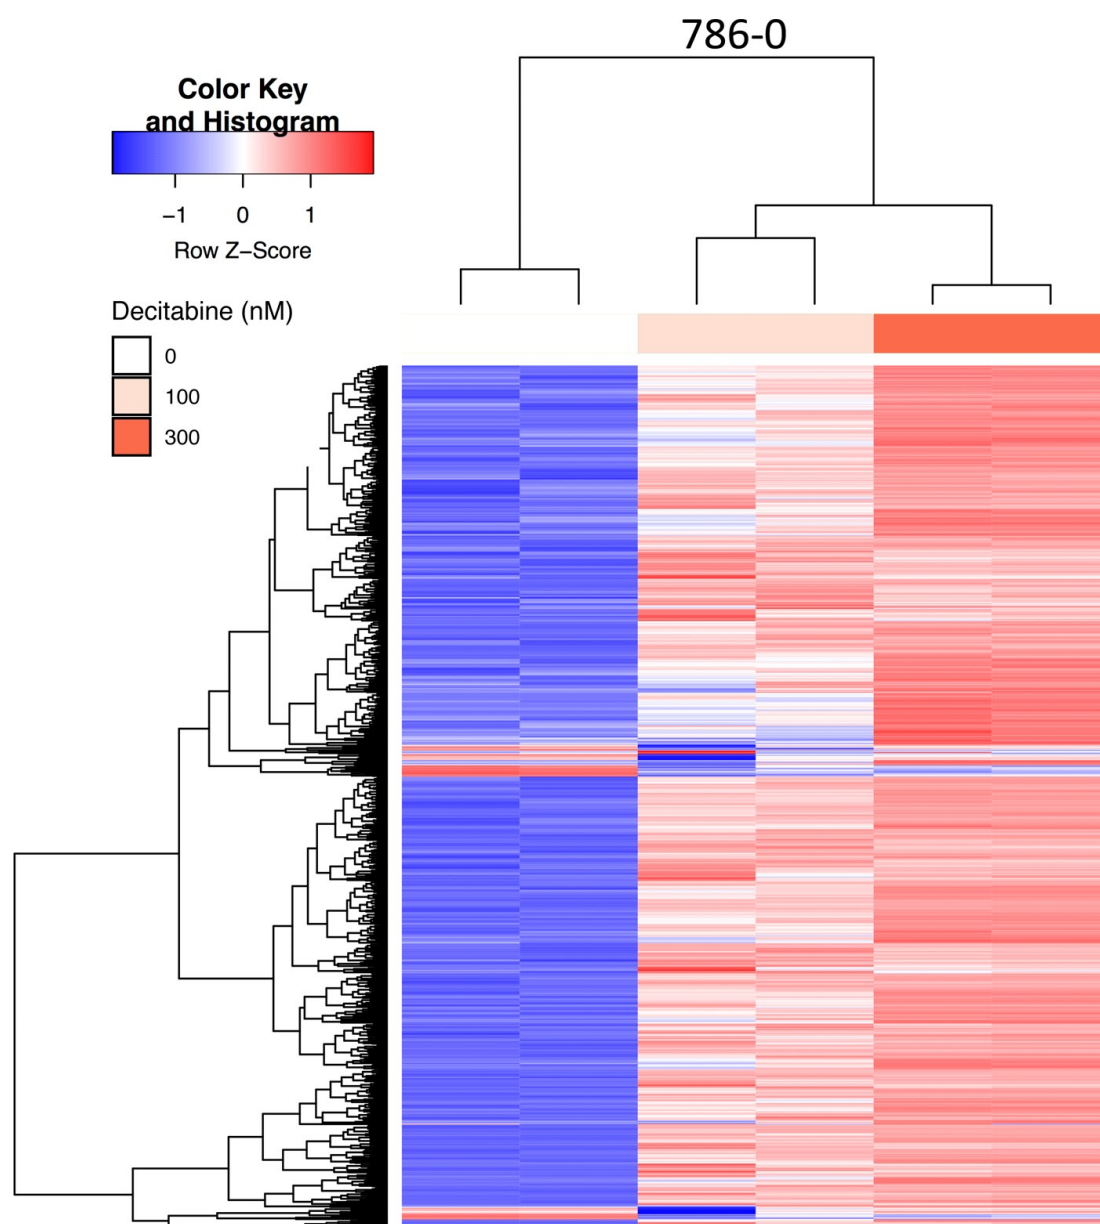 786-0
Color Key
and Histogram
−1 0 1
Row Z−Score
Decitabine (nM)
0
100
300